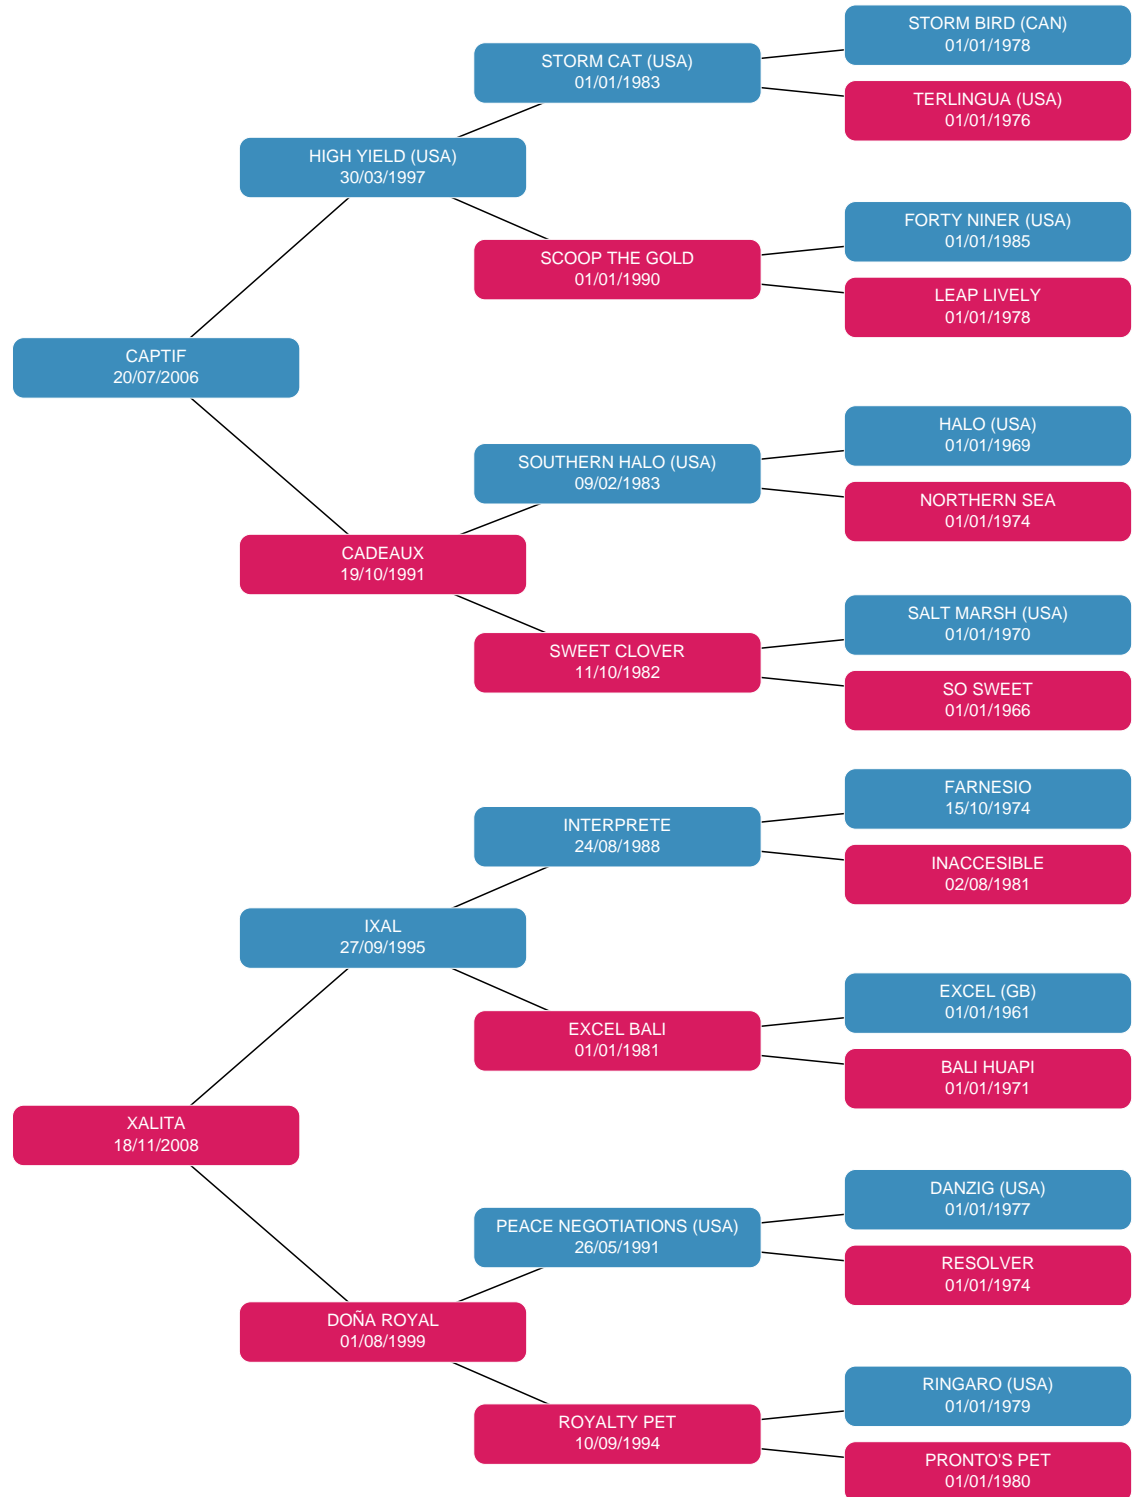 STORM BIRD (CAN)
01/01/1978
STORM CAT (USA)
01/01/1983
TERLINGUA (USA)
01/01/1976
HIGH YIELD (USA)
30/03/1997
FORTY NINER (USA)
01/01/1985
SCOOP THE GOLD
01/01/1990
LEAP LIVELY
01/01/1978
CAPTIF
20/07/2006
HALO (USA)
01/01/1969
SOUTHERN HALO (USA)
09/02/1983
NORTHERN SEA
01/01/1974
CADEAUX
19/10/1991
SALT MARSH (USA)
01/01/1970
SWEET CLOVER
11/10/1982
SO SWEET
01/01/1966
FARNESIO
15/10/1974
INTERPRETE
24/08/1988
INACCESIBLE
02/08/1981
IXAL
27/09/1995
EXCEL (GB)
01/01/1961
EXCEL BALI
01/01/1981
BALI HUAPI
01/01/1971
XALITA
18/11/2008
DANZIG (USA)
01/01/1977
PEACE NEGOTIATIONS (USA)
26/05/1991
RESOLVER
01/01/1974
DOÑA ROYAL
01/08/1999
RINGARO (USA)
01/01/1979
ROYALTY PET
10/09/1994
PRONTO'S PET
01/01/1980